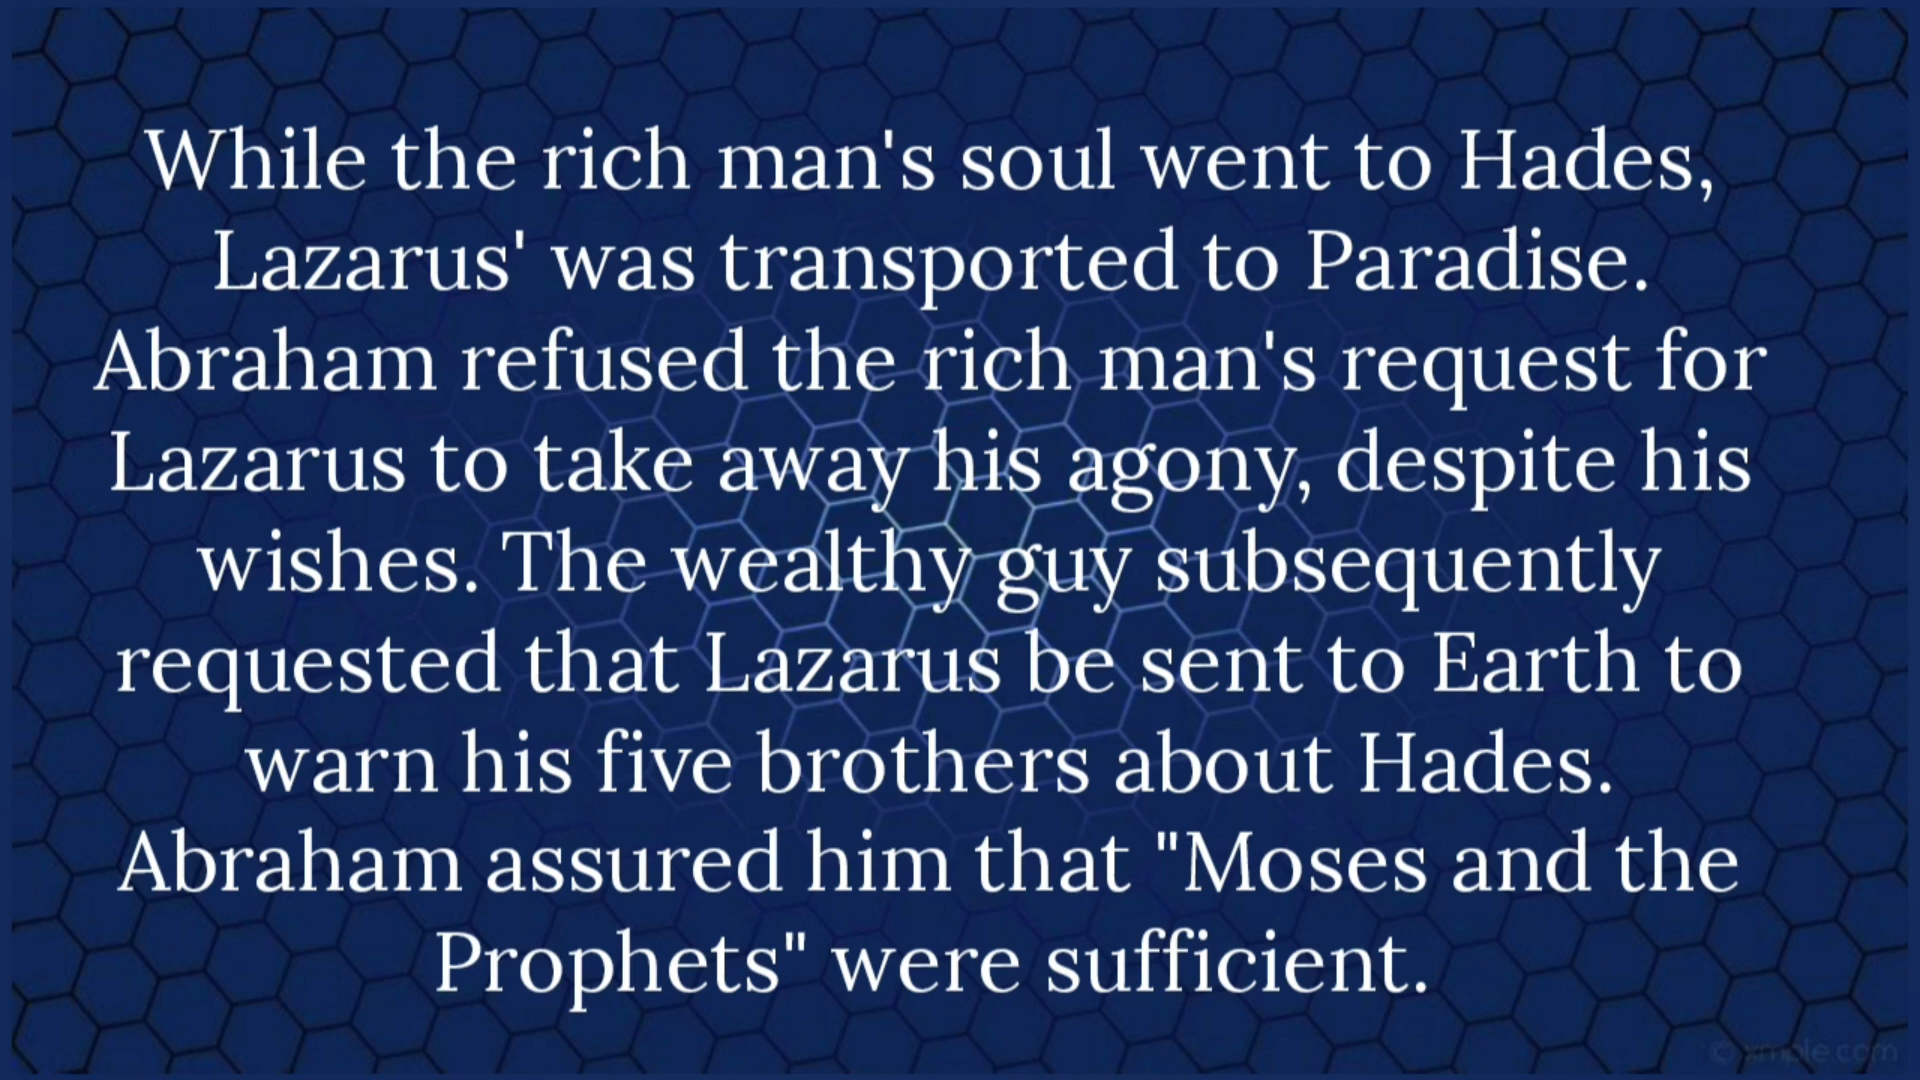 While the rich man's soul went to Hades,
Lazarus' was transported to Paradise.
Abraham refused the rich man's request for
Lazarus to take away his agony, despite his
wishes. The wealthy guy subsequently
requested that Lazarus be sent to Earth to
warn his five brothers about Hades.
Abraham assured him that "Moses and the
Prophets" were sufficient.